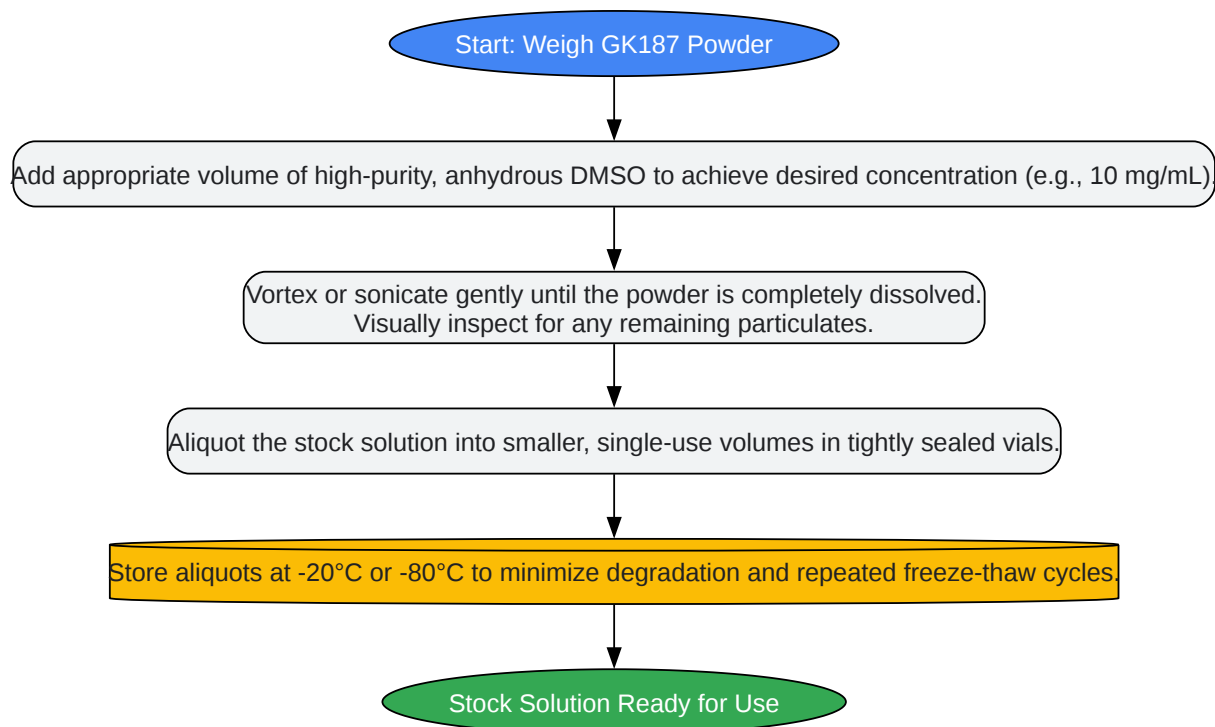 Start: Weigh GK187 Powder
Add appropriate volume of high-purity, anhydrous DMSO to achieve desired concentration (e.g., 10 mg/mL).
Vortex or sonicate gently until the powder is completely dissolved.
Visually inspect for any remaining particulates.
Aliquot the stock solution into smaller, single-use volumes in tightly sealed vials.
Store aliquots at -20°C or -80°C to minimize degradation and repeated freeze-thaw cycles.
Stock Solution Ready for Use